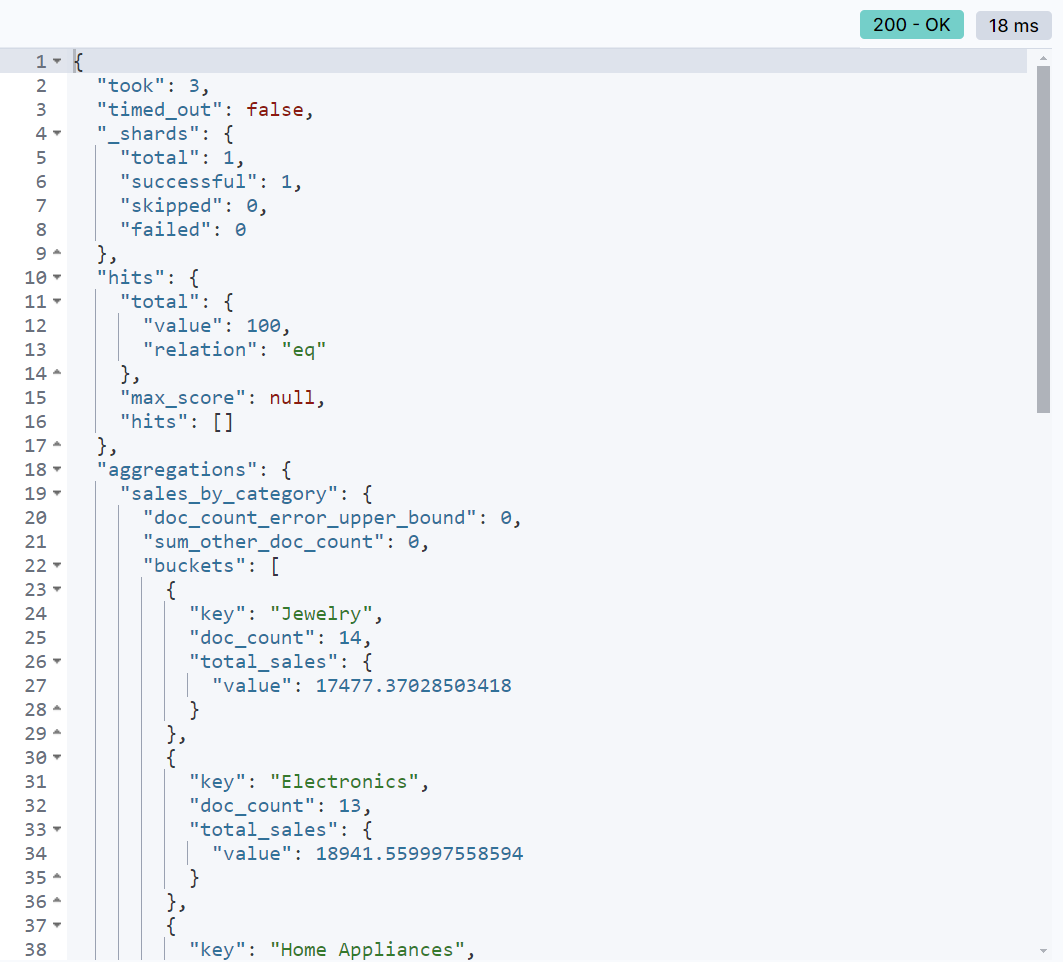 200 - OK 18 ms
1 {
2 "took": 3,
3 "timed_out": false,
4 "_shards": {
5 "total": 1,
6 "successful": 1,
7 "skipped": 0,
8 "failed": 0
9 },
10 "hits": {
11 "total": {
12 "value": 100,
13 "relation": "eq"
14 },
15 "max_score": null,
16 "hits": []
17 },
18 "aggregations": {
19 "sales_by_category": {
20 "doc_count_error_upper_bound": 0,
21 "sum_other_doc_count": 0,
22 "buckets": [
23 {
24 "key": "Jewelry",
25 "doc_count": 14,
26 "total_sales": {
27 "value": 17477.37028503418
28 }
29 },
30 {
31 "key": "Electronics",
32 "doc_count": 13,
33 "total_sales": {
34 "value": 18941.559997558594
35 }
36 },
37 {
38 "key": "Home Appliances",